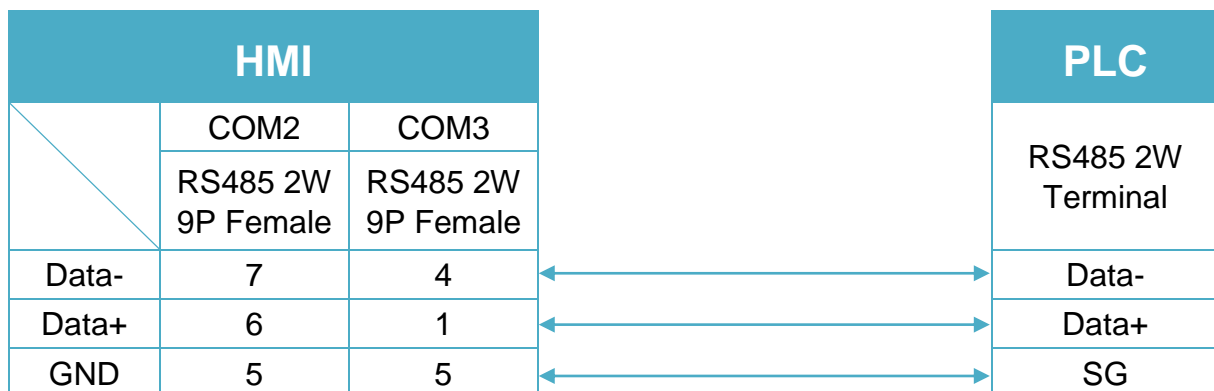 HMI PLC
COM2 COM3
RS485 2W RS485 2W RS485 2W
9P Female 9P Female Terminal
Data- 7 4 Data-
Data+ 6 1 Data+
GND 5 5 SG